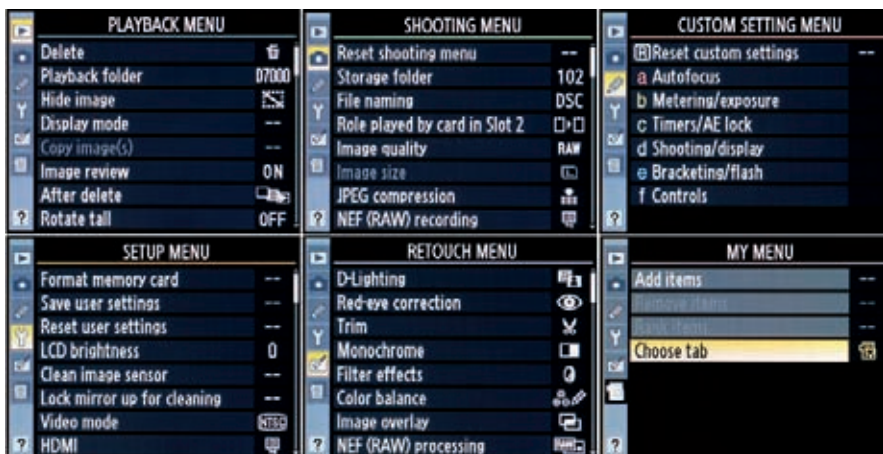 PLAYBACK MENU
Delete
Playback folder D7000
Hide image
Display mode --
Copy image(s) --
Image review ON
After delete
Rotate tall OFF
?
SHOOTING MENU
Reset shooting menu --
Storage folder 102
File naming DSC
Role played by card in Slot 2
Image quality RAW
Image size L
JPEG compression
NEF (RAW) recording
?
CUSTOM SETTING MENU
Reset custom settings --
a Autofocus
b Metering/exposure
c Timers/AE lock
d Shooting/display
e Bracketing/flash
f Controls
?
SETUP MENU
Format memory card --
Save user settings --
Reset user settings --
LCD brightness 0
Clean image sensor --
Lock mirror up for cleaning --
Video mode NTSC
HDMI
?
RETOUCH MENU
D-Lighting
Red-eye correction
Trim
Monochrome
Filter effects
Color balance
Image overlay
NEF (RAW) processing
?
MY MENU
Add items --
Remove items --
Rank items --
Choose tab
?